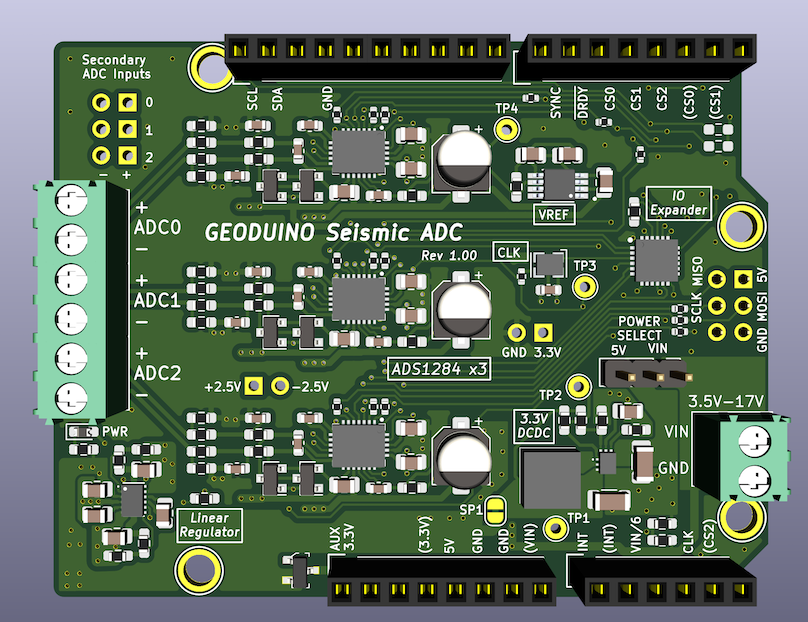 Secondary
ADC Inputs
0
1
2
- +
SCL
SDA
GND
SYNC
DRDY
CS0
CS1
CS2
(CS0)
(CS1)
TP4
VREF
IO
Expander
+
ADC0
-
GEODUINO Seismic ADC
Rev 1.00
CLK
TP3
MISO
5V
SCLK
MOSI
GND
+
ADC1
-
GND 3.3V
POWER
SELECT
5V
VIN
+
ADC2
-
ADS1284 x3
+2.5V
-2.5V
TP2
3.5V-17V
PWR
3.3V
DCDC
VIN
GND
Linear
Regulator
SP1
TP1
AUX
3.3V
(3.3V)
5V
GND
GND
(VIN)
INT
(INT)
VIN/6
CLK
(CS2)